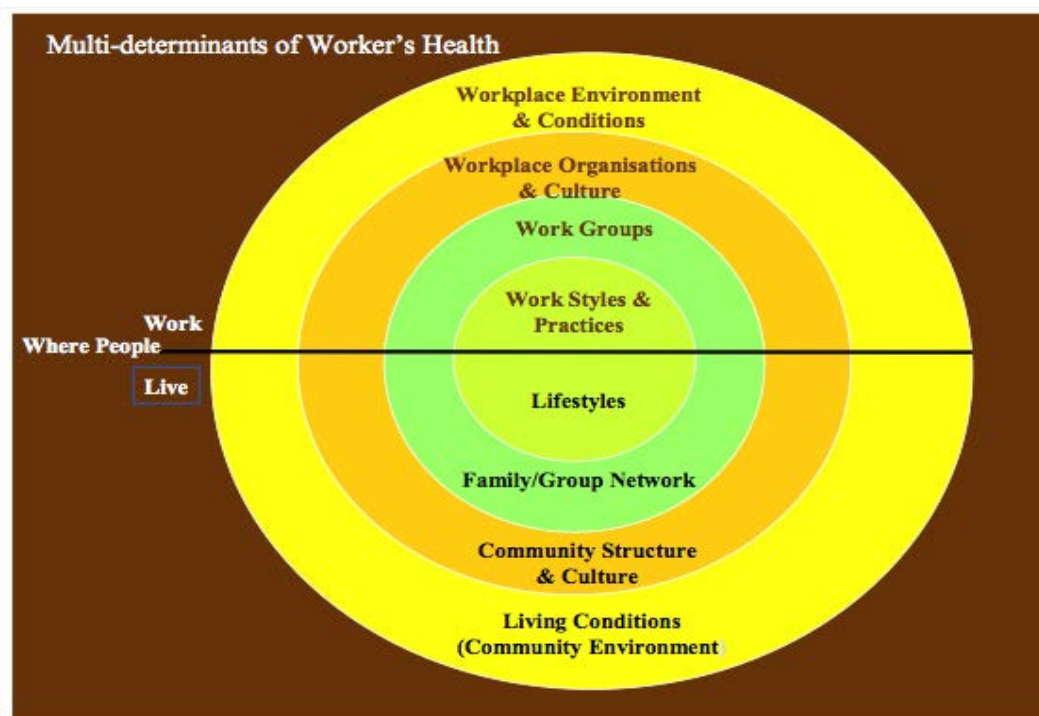 Multi-determinants of Worker's Health
Workplace Environment
& Conditions
Workplace Organisations
& Culture
Work Groups
Work Styles &
Practices
Work
Where People
Live
Lifestyles
Family/Group Network
Community Structure
& Culture
Living Conditions
(Community Environment)